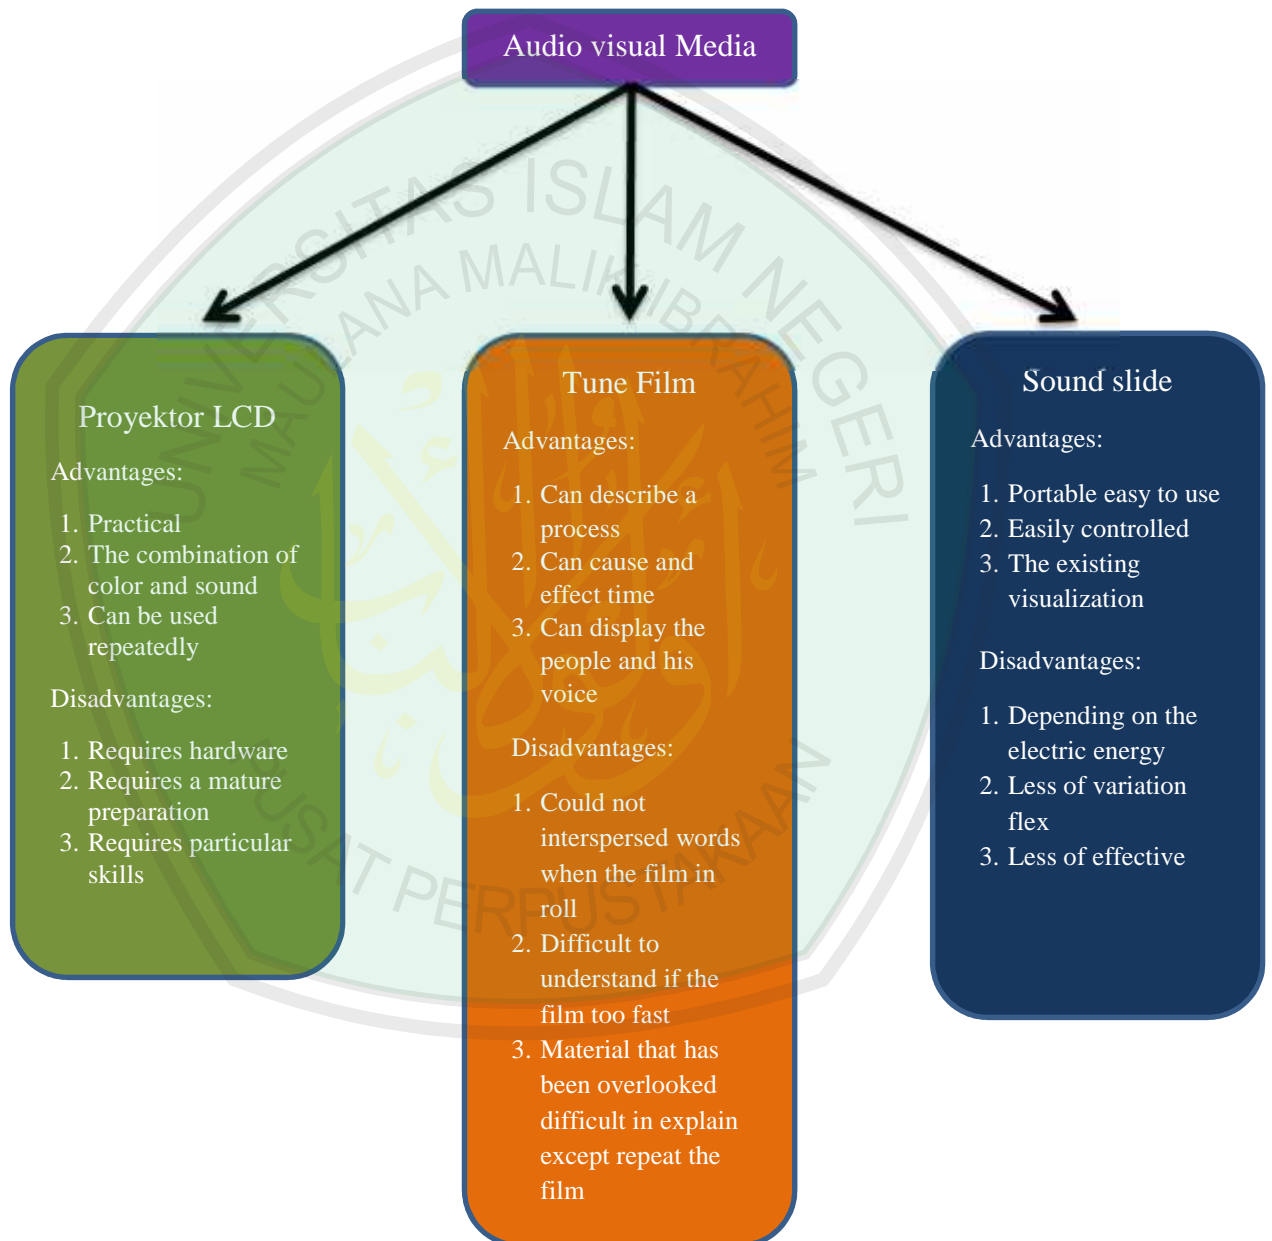 Audio visual Media
Proyektor LCD
Advantages:
1. Practical
2. The combination of
color and sound
3. Can be used
repeatedly
Disadvantages:
1. Requires hardware
2. Requires a mature
preparation
3. Requires particular
skills
Tune Film
Advantages:
1. Can describe a
process
2. Can cause and
effect time
3. Can display the
people and his
voice
Disadvantages:
1. Could not
interspersed words
when the film in
roll
2. Difficult to
understand if the
film too fast
3. Material that has
been overlooked
difficult in explain
except repeat the
film
Sound slide
Advantages:
1. Portable easy to use
2. Easily controlled
3. The existing
visualization
Disadvantages:
1. Depending on the
electric energy
2. Less of variation
flex
3. Less of effective
UNIVERSITAS ISLAM NEGERI
MAULANA MALIK IBRAHIM
PUSAT PERPUSTAKAAN